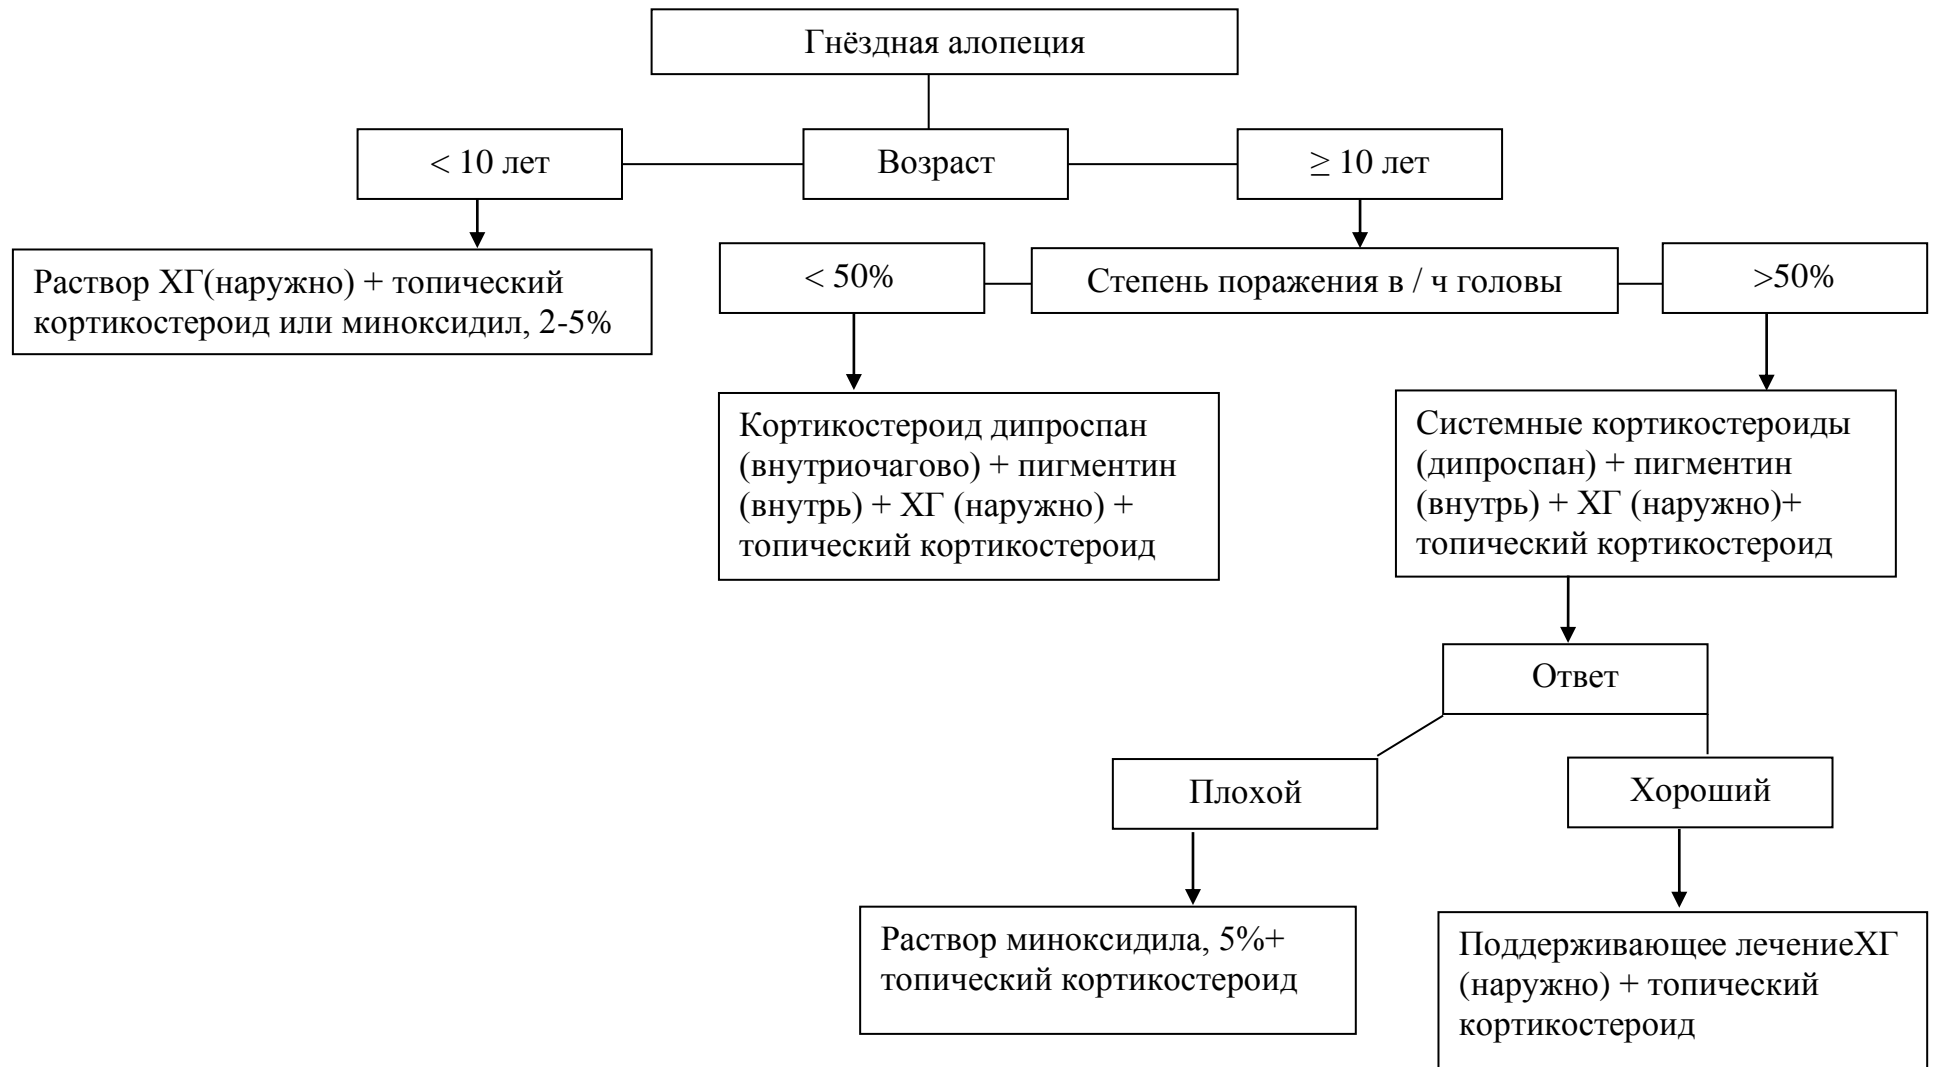 Гнёздная алопеция
< 10 лет
Возраст
≥ 10 лет
Раствор ХГ(наружно) + топический
кортикостероид или миноксидил, 2-5%
< 50%
Степень поражения в / ч головы
>50%
Кортикостероид дипроспан
(внутриочагово) + пигментин
(внутрь) + ХГ (наружно) +
топический кортикостероид
Системные кортикостероиды
(дипроспан) + пигментин
(внутрь) + ХГ (наружно)+
топический кортикостероид
Ответ
Плохой
Хороший
Раствор миноксидила, 5%+
топический кортикостероид
Поддерживающее лечениеХГ
(наружно) + топический
кортикостероид